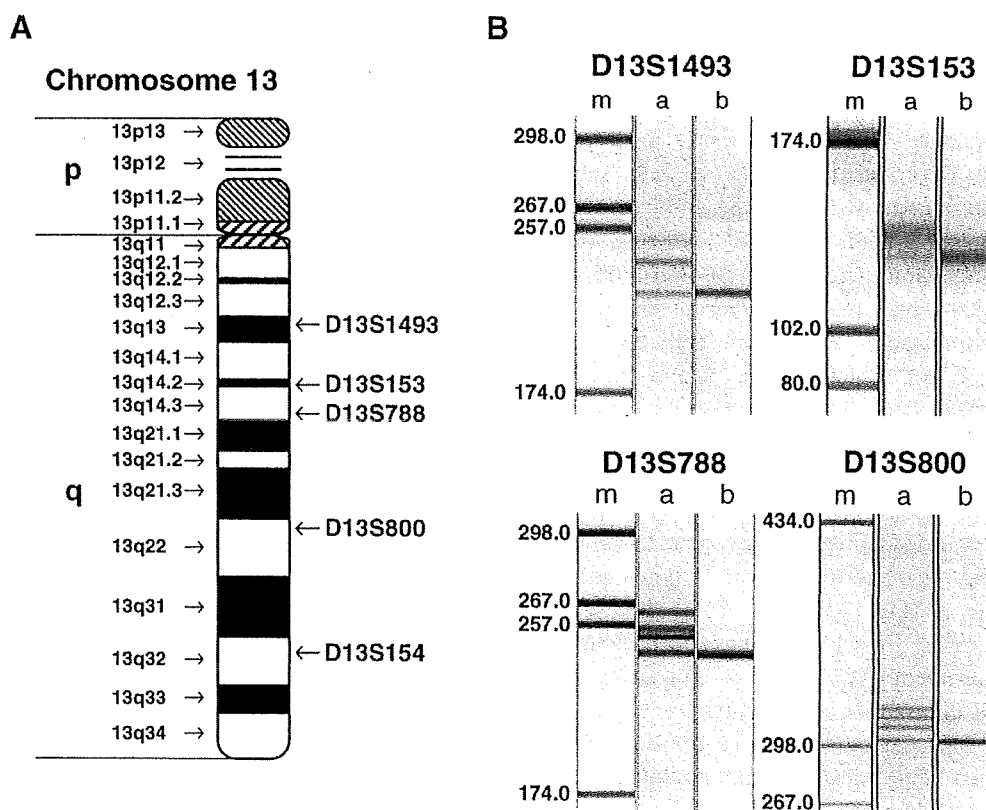 A
Chromosome 13
p
13p13 →
13p12 →
13p11.2 →
13p11.1 →
q
13q11 →
13q12.1→
13q12.2→
13q12.3 →
13q13 →
13q14.1 →
13q14.2 →
13q14.3 →
13q21.1→
13q21.2 →
13q21.3 →
13q22 →
13q31 →
13q32 →
13q33 →
13q34 →
←D13S1493
←D13S153
←D13S788
←D13S800
←D13S154
B
D13S1493
m a b
298.0
267.0
257.0
174.0
D13S153
m a b
174.0
102.0
80.0
D13S788
m a b
298.0
267.0
257.0
174.0
D13S800
m a b
434.0
298.0
267.0